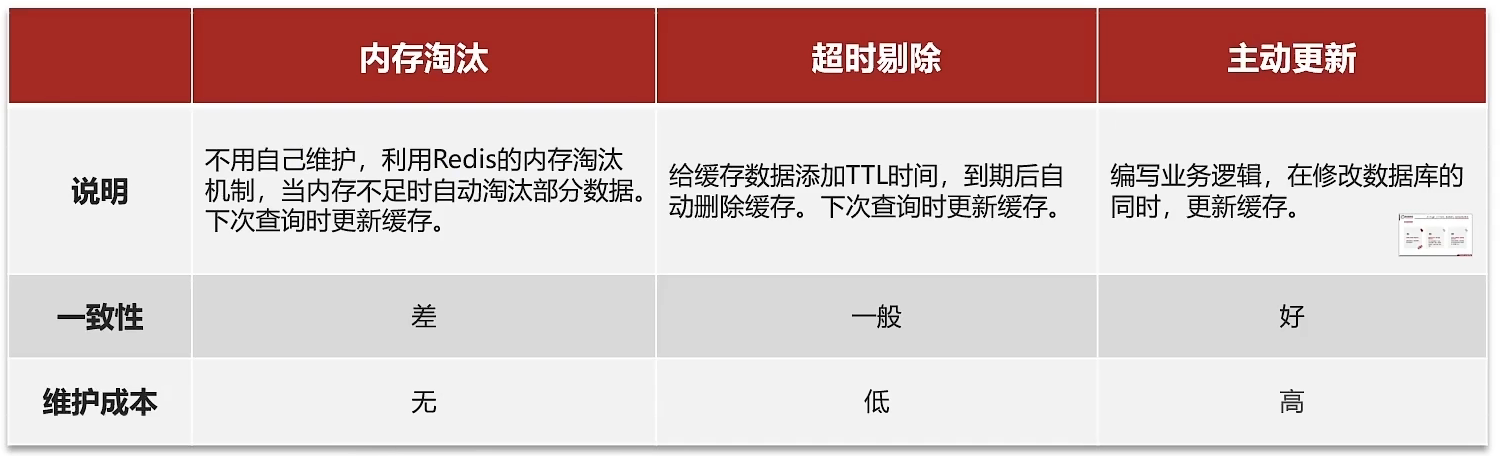 内存淘汰
超时剔除
主动更新
说明
不用自己维护，利用Redis的内存淘汰
机制，当内存不足时自动淘汰部分数据。
下次查询时更新缓存。
给缓存数据添加TTL时间，到期后自
动删除缓存。下次查询时更新缓存。
编写业务逻辑，在修改数据库的
同时，更新缓存。
一致性
差
一般
好
维护成本
无
低
高